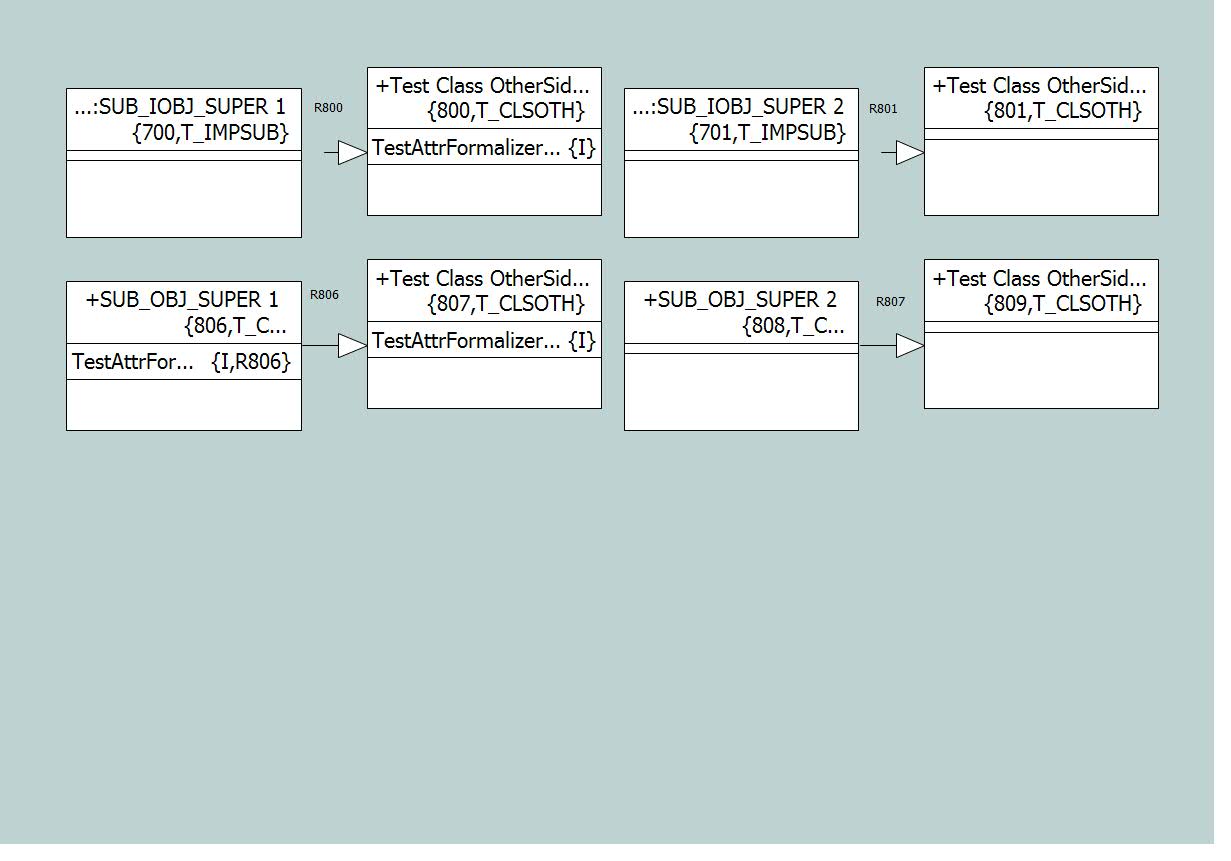 ...:SUB_IOBJ_SUPER 1
{700,T_IMPSUB}
R800
+Test Class OtherSid...
{800,T_CLSOTH}
TestAttrFormalizer... {I}
...:SUB_IOBJ_SUPER 2
{701,T_IMPSUB}
R801
+Test Class OtherSid...
{801,T_CLSOTH}
+SUB_OBJ_SUPER 1
{806,T_C...
TestAttrFor... {I,R806}
R806
+Test Class OtherSid...
{807,T_CLSOTH}
TestAttrFormalizer... {I}
+SUB_OBJ_SUPER 2
{808,T_C...
R807
+Test Class OtherSid...
{809,T_CLSOTH}